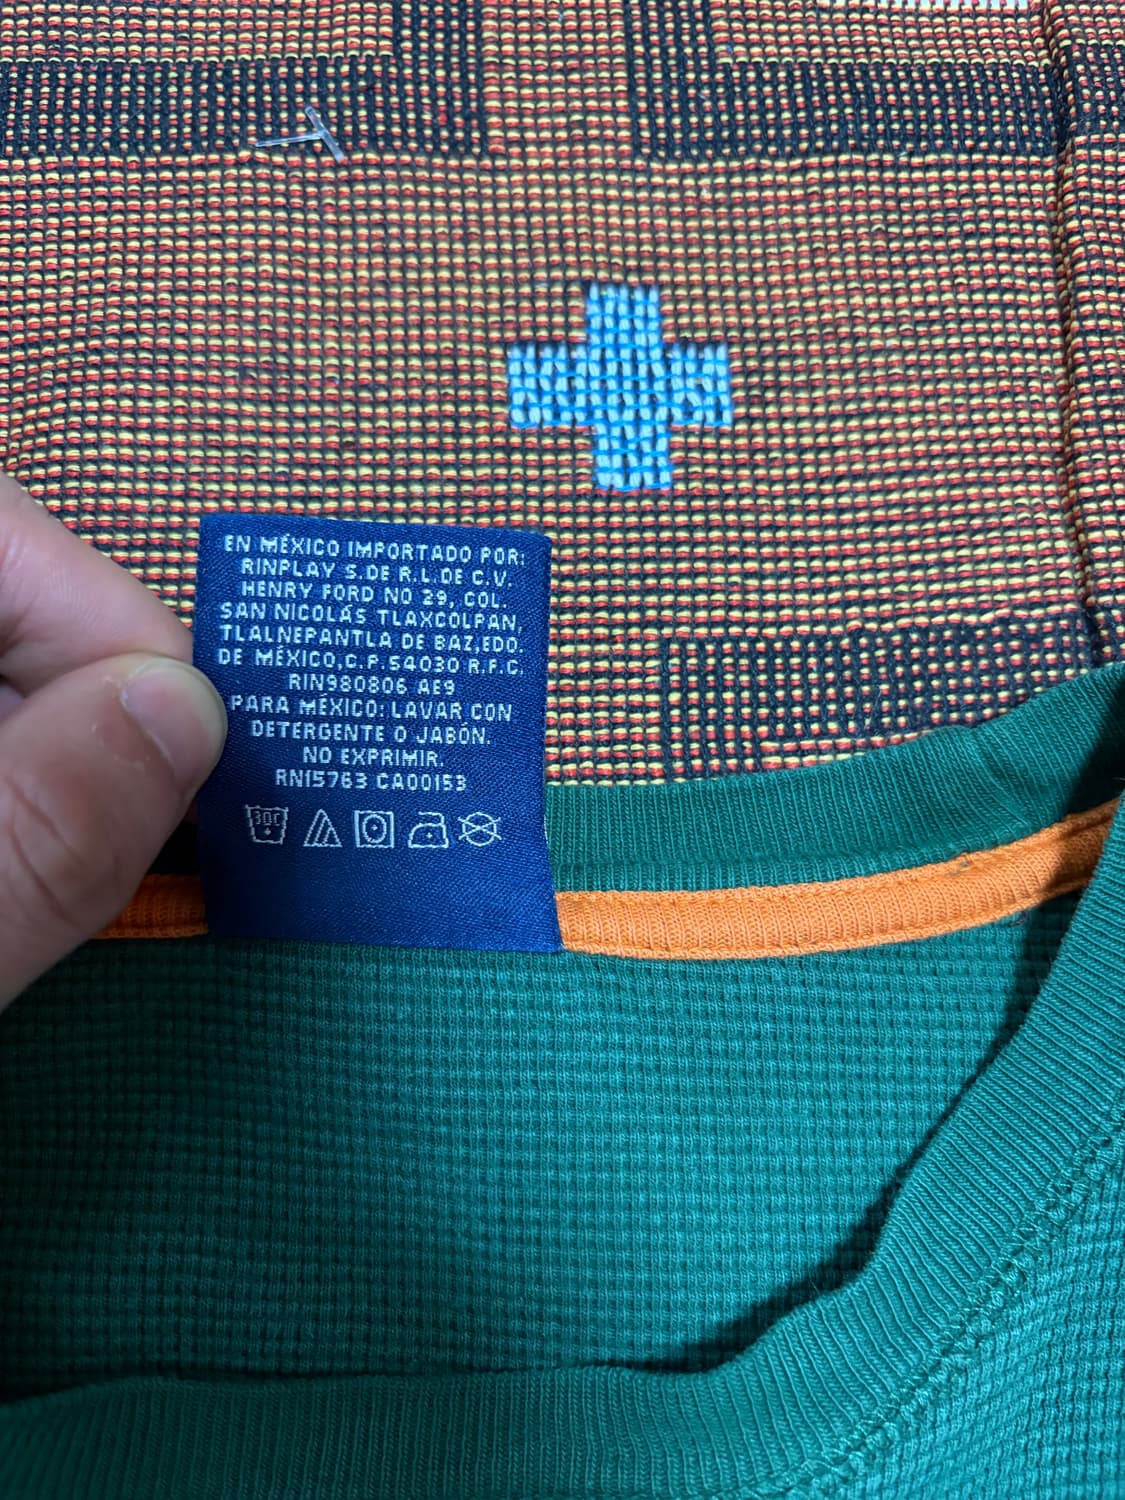 EN MÉXICO IMPORTADO POR:
RINPLAY S.DE R.L.DE C.V.
HENRY FORD NO 29, COL.
SAN NICOLÁS TLAXCOLPAN,
TLALNEPANTLA DE BAZ,EDO.
DE MÉXICO,C.P.54030 R.F.C.
RIN980806 AE9
PARA MÉXICO: LAVAR CON
DETERGENTE O JABÓN.
NO EXPRIMIR.
RN15763 CA00153
30C